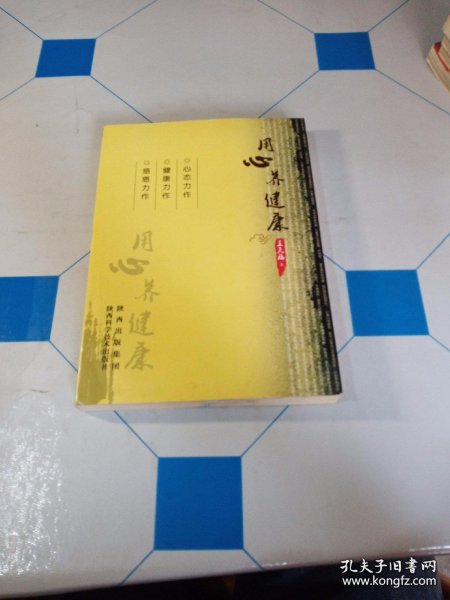 用心养健康
◎心态力作
◎健康力作
◎感恩力作
用心养健康
陕西出版集团
陕西科学技术出版社
孔夫子旧书网
www.kongfz.com